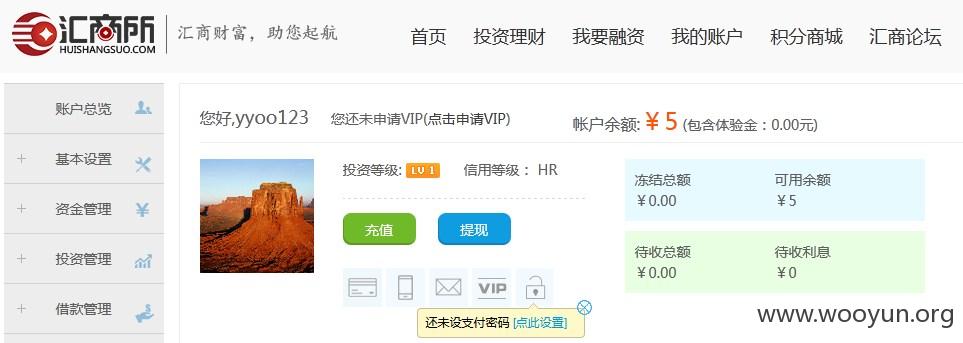 汇商所
HUISHANGSUO.COM
汇商财富，助您起航
首页 投资理财 我要融资 我的账户 积分商城 汇商论坛
账户总览
基本设置
资金管理
投资管理
借款管理
您好,yyoo123 您还未申请VIP(点击申请VIP) 帐户余额:￥5 (包含体验金：0.00元)
投资等级: LV 1 信用等级： HR
充值 提现
VIP
还未设支付密码 [点此设置]
冻结总额 可用余额
￥0.00 ￥5
待收总额 待收利息
￥0.00 ￥0
www.wooyun.org